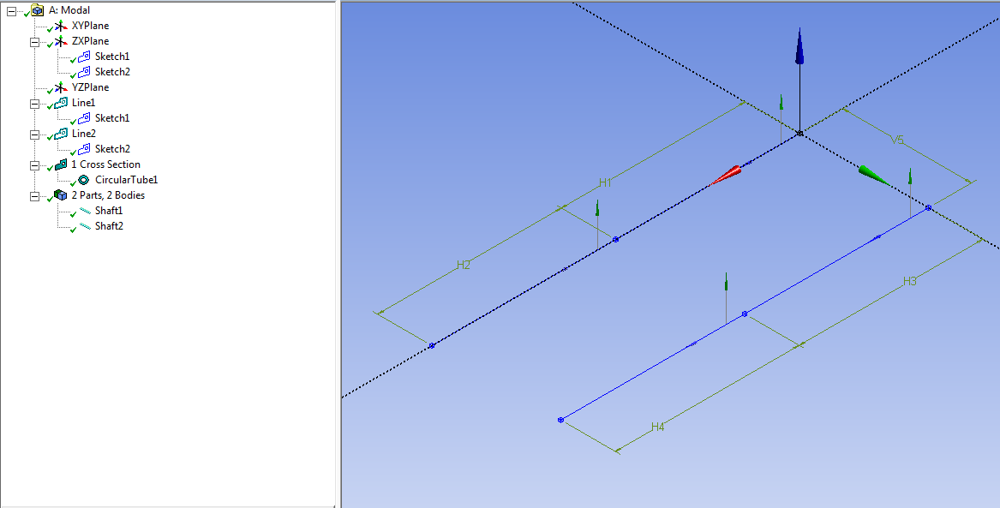 A: Modal
XYPlane
ZXPlane
Sketch1
Sketch2
YZPlane
Line1
Sketch1
Line2
Sketch2
1 Cross Section
CircularTube1
2 Parts, 2 Bodies
Shaft1
Shaft2
V5
H1
H2
H3
H4